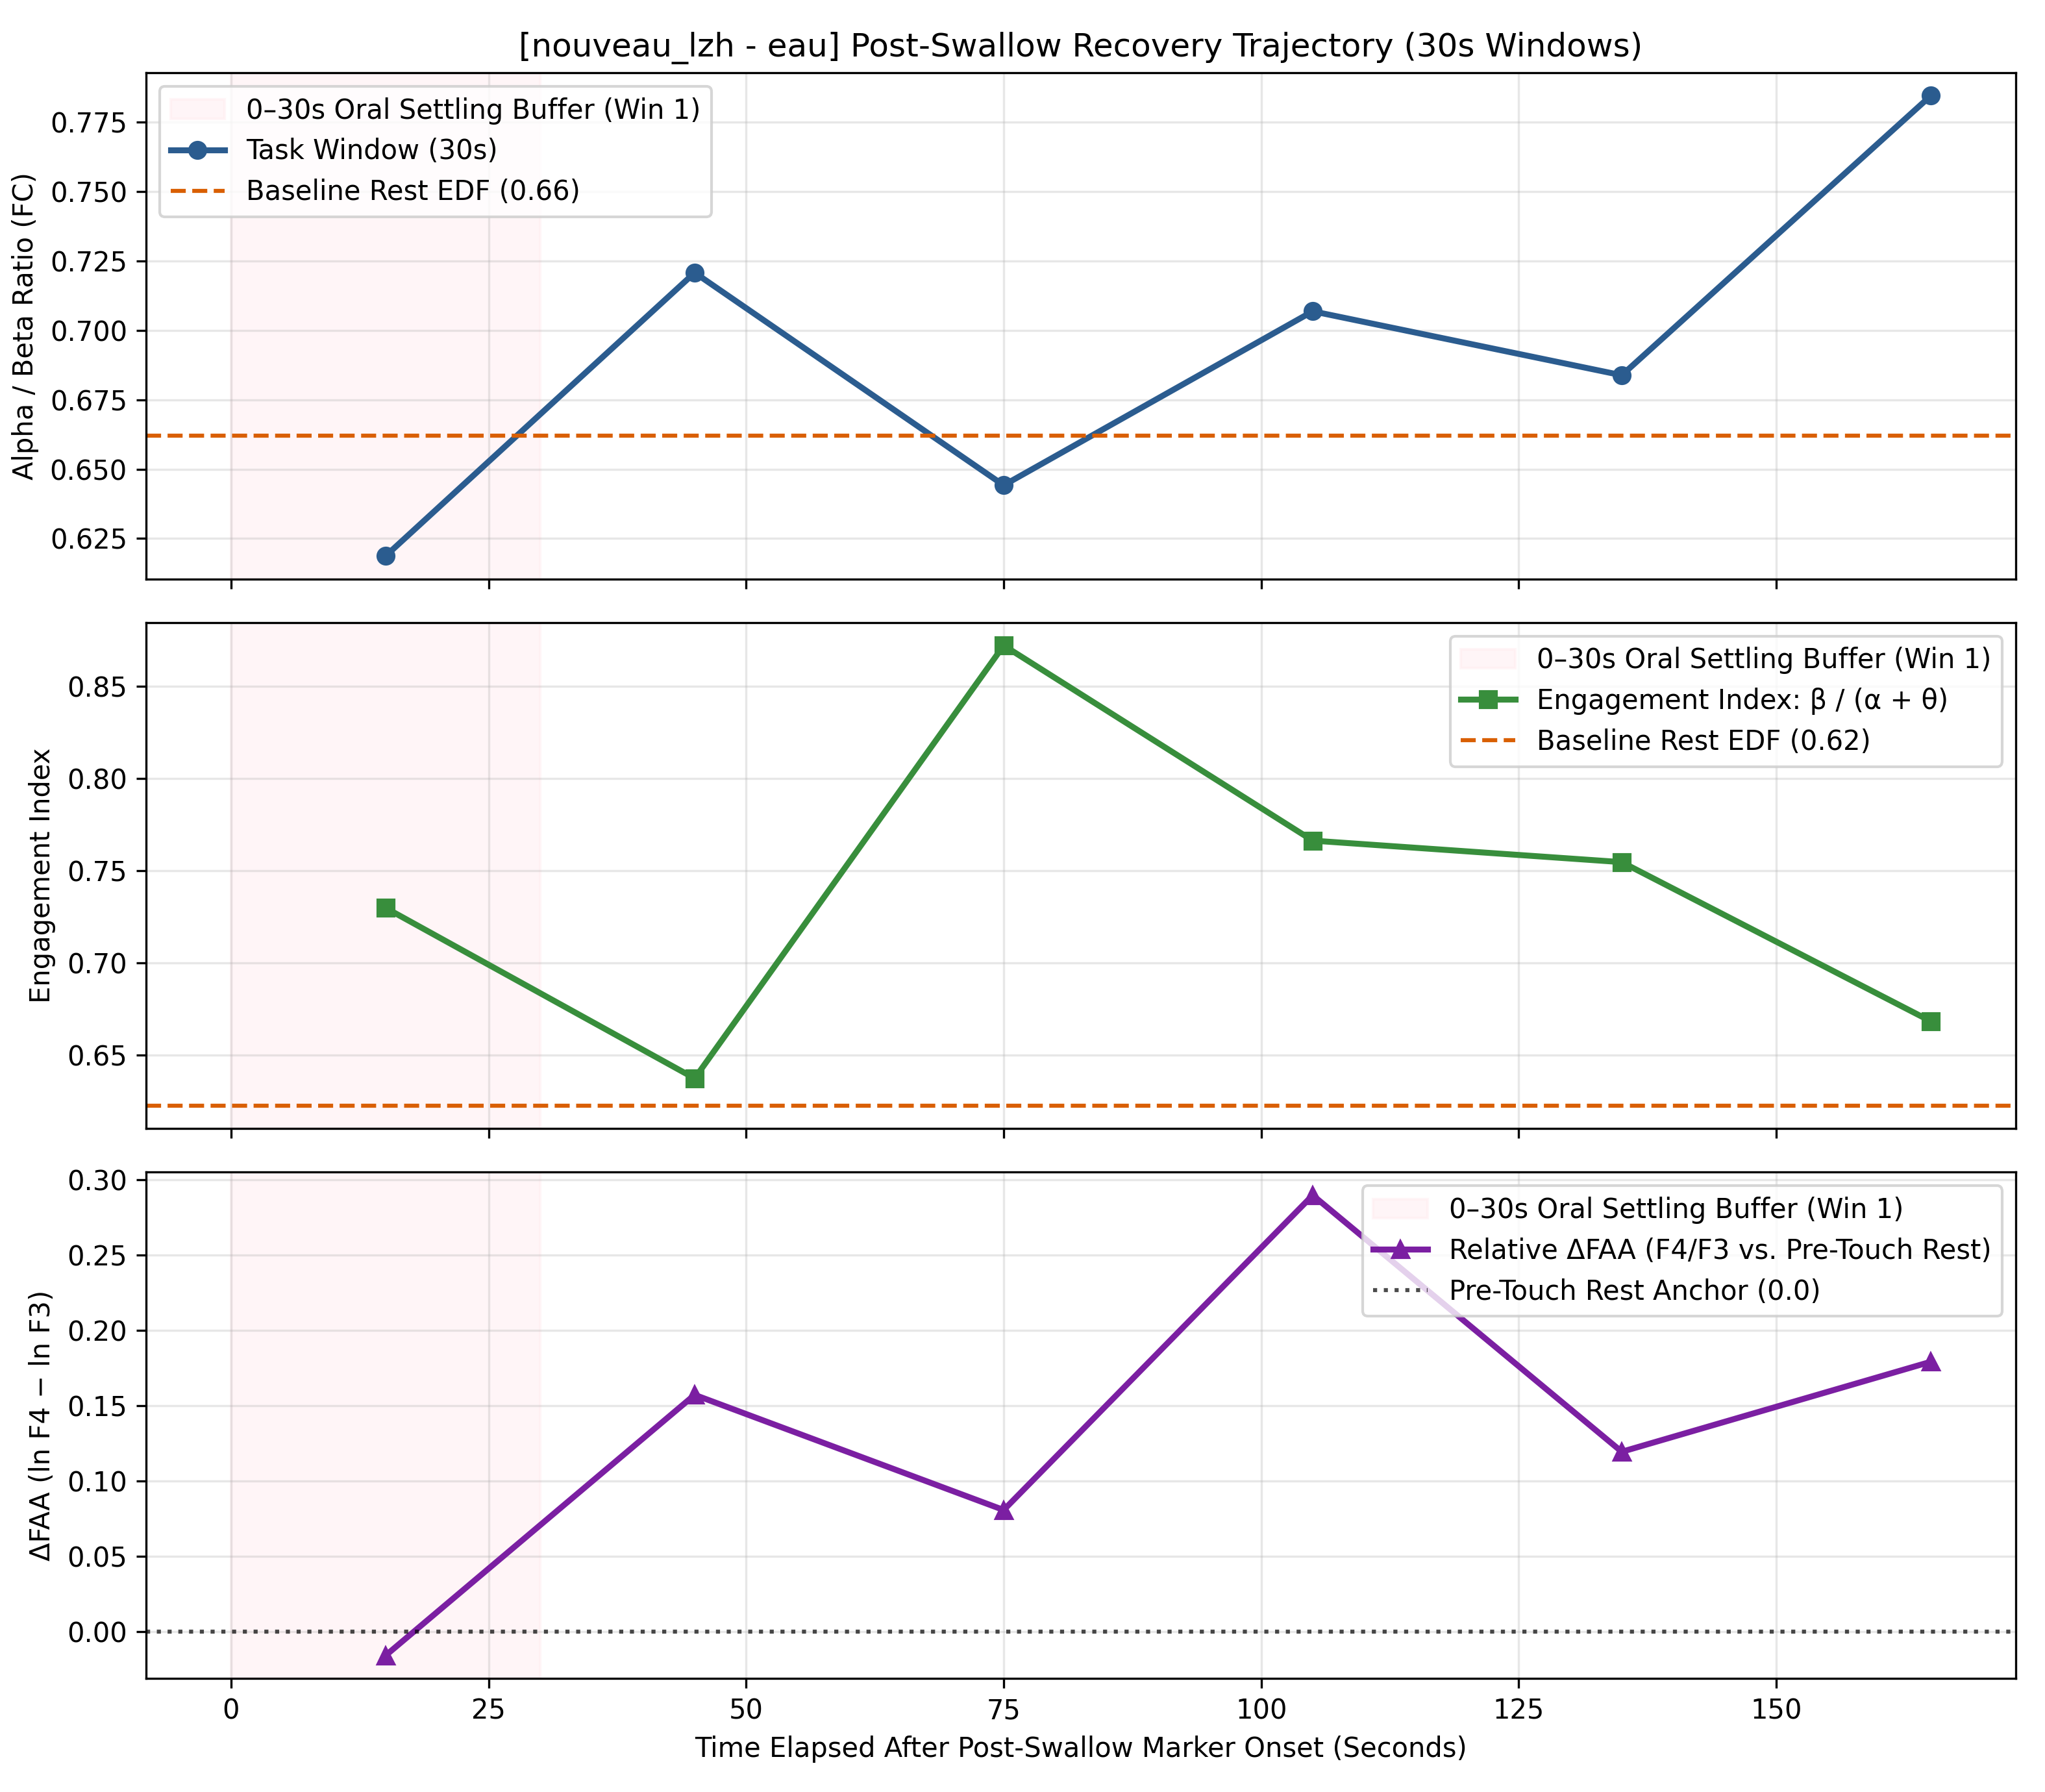 [nouveau_lzh - eau] Post-Swallow Recovery Trajectory (30s Windows)
Alpha / Beta Ratio (FC)
0.775
0.750
0.725
0.700
0.675
0.650
0.625
0–30s Oral Settling Buffer (Win 1)
Task Window (30s)
Baseline Rest EDF (0.66)
Engagement Index
0.85
0.80
0.75
0.70
0.65
0–30s Oral Settling Buffer (Win 1)
Engagement Index: β / (α + θ)
Baseline Rest EDF (0.62)
ΔFAA (ln F4 − ln F3)
0.30
0.25
0.20
0.15
0.10
0.05
0.00
0–30s Oral Settling Buffer (Win 1)
Relative ΔFAA (F4/F3 vs. Pre-Touch Rest)
Pre-Touch Rest Anchor (0.0)
0 25 50 75 100 125 150
Time Elapsed After Post-Swallow Marker Onset (Seconds)